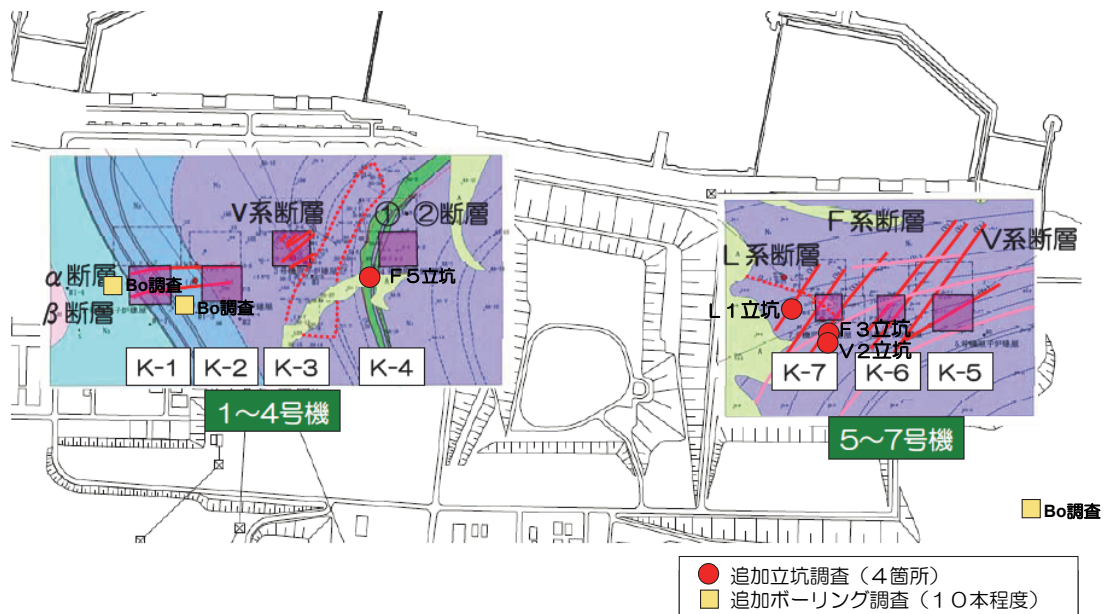 V系断層
①・②断層
α断層
β断層
Bo調査
Bo調査
F5立坑
K-1
K-2
K-3
K-4
1～4号機
F系断層
V系断層
L系断層
L1立坑
F3立坑
V2立坑
K-7
K-6
K-5
5～7号機
Bo調査
追加立坑調査（4箇所）
追加ボーリング調査（10本程度）